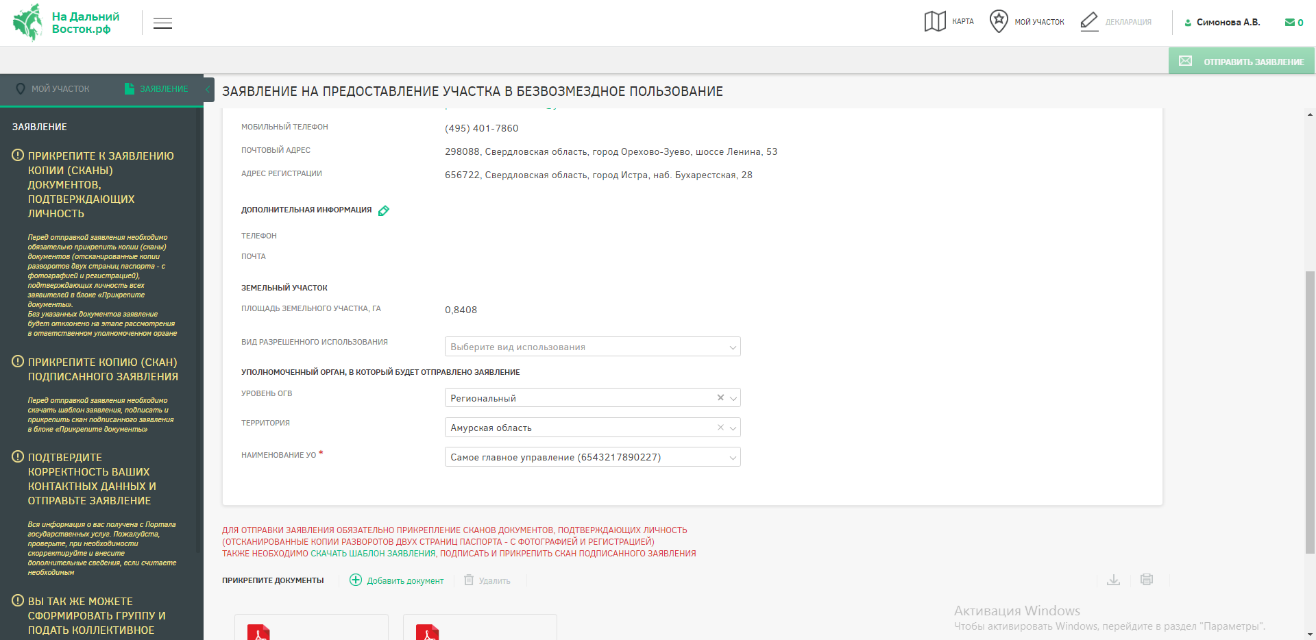 На Дальний
Восток.рф
КАРТА
МОЙ УЧАСТОК
ДЕКЛАРАЦИЯ
Симонова А.В.
0
ОТПРАВИТЬ ЗАЯВЛЕНИЕ
МОЙ УЧАСТОК
ЗАЯВЛЕНИЕ
ЗАЯВЛЕНИЕ
ПРИКРЕПИТЕ К ЗАЯВЛЕНИЮ
КОПИИ (СКАНЫ)
ДОКУМЕНТОВ,
ПОДТВЕРЖДАЮЩИХ
ЛИЧНОСТЬ
Перед отправкой заявления необходимо
обязательно прикрепить копии (сканы)
документов (отсканированные копии
разворотов двух страниц паспорта - с
фотографией и регистрацией),
подтверждающих личность всех
заявителей в блоке «Прикрепите
документы».
Без указанных документов заявление
будет отклонено на этапе рассмотрения
в ответственном уполномоченном органе
ПРИКРЕПИТЕ КОПИЮ (СКАН)
ПОДПИСАННОГО ЗАЯВЛЕНИЯ
Перед отправкой заявления необходимо
скачать шаблон заявления, подписать и
прикрепить скан подписанного заявления
в блоке «Прикрепите документы»
ПОДТВЕРДИТЕ
КОРРЕКТНОСТЬ ВАШИХ
КОНТАКТНЫХ ДАННЫХ И
ОТПРАВЬТЕ ЗАЯВЛЕНИЕ
Вся информация о вас получена с Портала
государственных услуг. Пожалуйста,
проверьте, при необходимости
скорректируйте и внесите
дополнительные сведения, если считаете
необходимым
ВЫ ТАК ЖЕ МОЖЕТЕ
СФОРМИРОВАТЬ ГРУППУ И
ПОДАТЬ КОЛЛЕКТИВНОЕ
ЗАЯВЛЕНИЕ НА ПРЕДОСТАВЛЕНИЕ УЧАСТКА В БЕЗВОЗМЕЗДНОЕ ПОЛЬЗОВАНИЕ
МОБИЛЬНЫЙ ТЕЛЕФОН (495) 401-7860
ПОЧТОВЫЙ АДРЕС 298088, Свердловская область, город Орехово-Зуево, шоссе Ленина, 53
АДРЕС РЕГИСТРАЦИИ 656722, Свердловская область, город Истра, наб. Бухарестская, 28
ДОПОЛНИТЕЛЬНАЯ ИНФОРМАЦИЯ
ТЕЛЕФОН
ПОЧТА
ЗЕМЕЛЬНЫЙ УЧАСТОК
ПЛОЩАДЬ ЗЕМЕЛЬНОГО УЧАСТКА, ГА 0,8408
ВИД РАЗРЕШЕННОГО ИСПОЛЬЗОВАНИЯ Выберите вид использования
УПОЛНОМОЧЕННЫЙ ОРГАН, В КОТОРЫЙ БУДЕТ ОТПРАВЛЕНО ЗАЯВЛЕНИЕ
УРОВЕНЬ ОГВ Региональный
ТЕРРИТОРИЯ Амурская область
НАИМЕНОВАНИЕ УО * Самое главное управление (6543217890227)
ДЛЯ ОТПРАВКИ ЗАЯВЛЕНИЯ ОБЯЗАТЕЛЬНО ПРИКРЕПЛЕНИЕ СКАНОВ ДОКУМЕНТОВ, ПОДТВЕРЖДАЮЩИХ ЛИЧНОСТЬ
(ОТСКАНИРОВАННЫЕ КОПИИ РАЗВОРОТОВ ДВУХ СТРАНИЦ ПАСПОРТА - С ФОТОГРАФИЕЙ И РЕГИСТРАЦИЕЙ)
ТАКЖЕ НЕОБХОДИМО СКАЧАТЬ ШАБЛОН ЗАЯВЛЕНИЯ, ПОДПИСАТЬ И ПРИКРЕПИТЬ СКАН ПОДПИСАННОГО ЗАЯВЛЕНИЯ
ПРИКРЕПИТЕ ДОКУМЕНТЫ Добавить документ Удалить
Активация Windows
Чтобы активировать Windows, перейдите в раздел "Параметры".